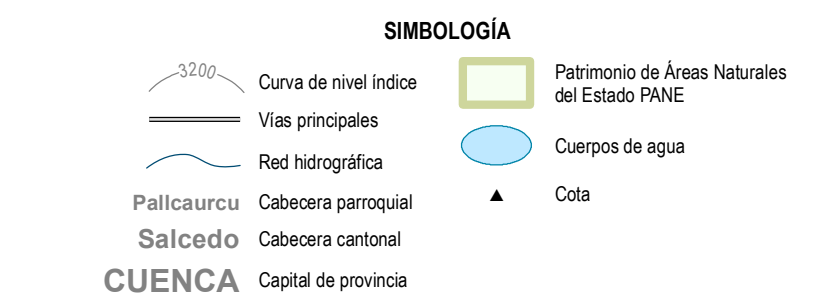 SIMBOLOGÍA
3200 Curva de nivel índice
Vías principales
Red hidrográfica
Pallcaurcu Cabecera parroquial
Salcedo Cabecera cantonal
CUENCA Capital de provincia
Patrimonio de Áreas Naturales
del Estado PANE
Cuerpos de agua
Cota